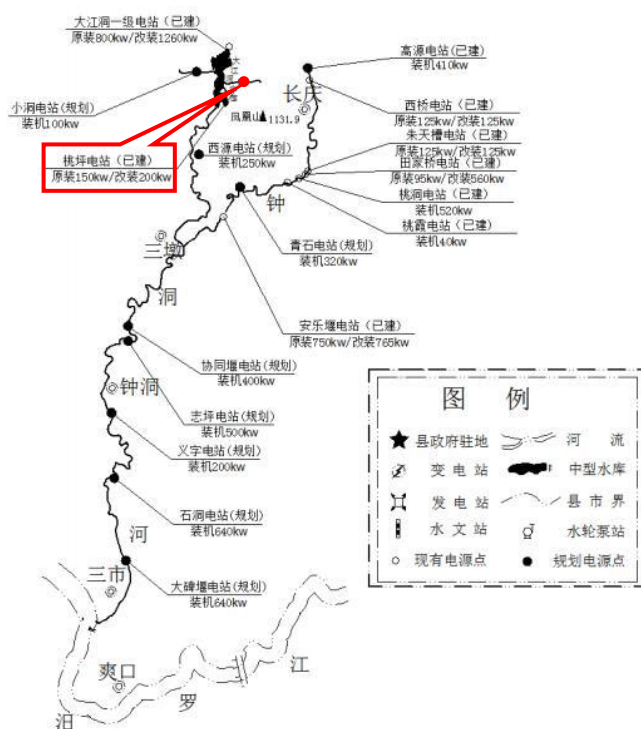 大江洞一级电站(已建)
原装800kw/改装1260kw
高源电站(已建)
装机410kw
小洞电站(规划)
装机100kw
长庆
凤凰山▲1131.9
西桥电站(已建)
原装125kw/改装125kw
朱天槽电站(已建)
原装125kw/改装125kw
桃坪电站(已建)
原装150kw/改装200kw
西源电站(规划)
装机250kw
田家桥电站(已建)
原装95kw/改装560kw
钟
桃洞电站(已建)
装机520kw
桃霞电站(已建)
装机40kw
三墩
青石电站(规划)
装机320kw
洞
安乐堰电站(已建)
原装750kw/改装765kw
协同堰电站(规划)
装机400kw
钟洞
志坪电站(规划)
装机500kw
义字电站(规划)
装机200kw
石洞电站(规划)
装机640kw
河
三市
大碑堰电站(规划)
装机640kw
爽口
汨
罗
江
图 例
县政府驻地
河 流
变 电 站
中型水库
发 电 站
县 市 界
水 文 站
水轮泵站
现有电源点
规划电源点